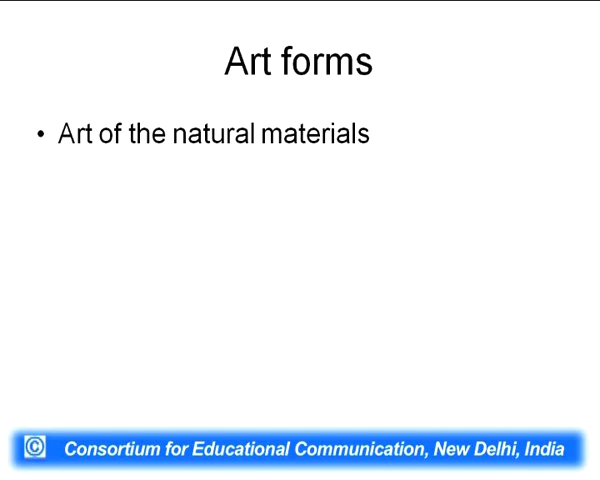 Art forms
• Art of the natural materials
© Consortium for Educational Communication, New Delhi, India